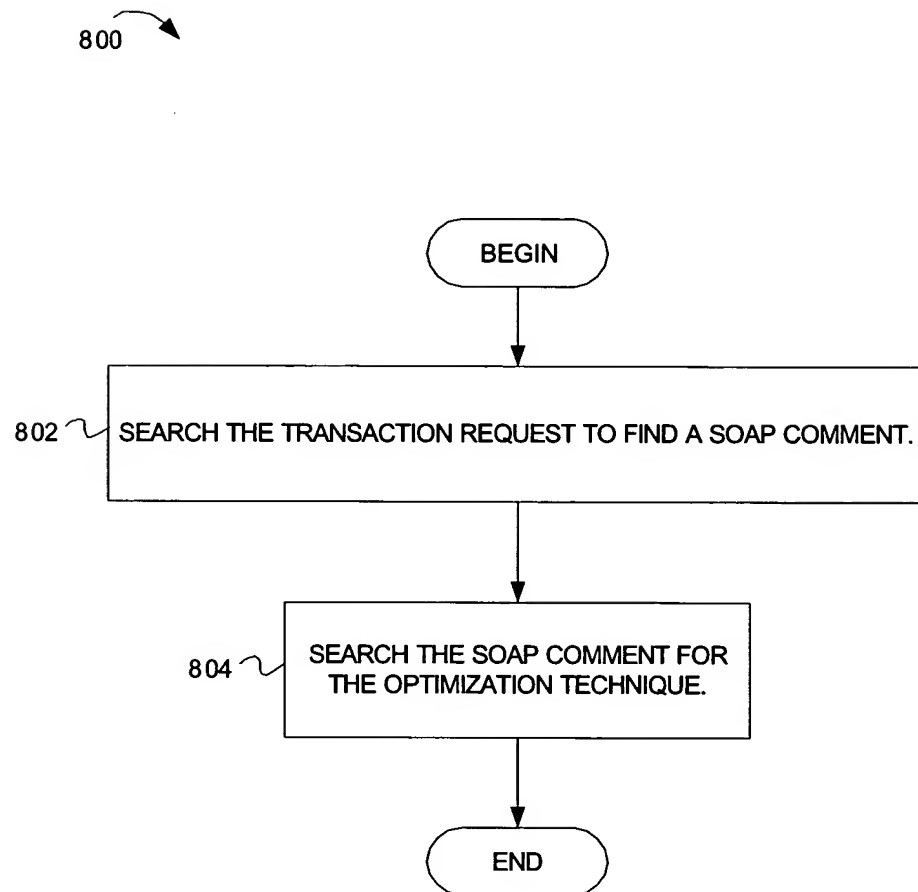 800
BEGIN
802
SEARCH THE TRANSACTION REQUEST TO FIND A SOAP COMMENT.
804
SEARCH THE SOAP COMMENT FOR
THE OPTIMIZATION TECHNIQUE.
END